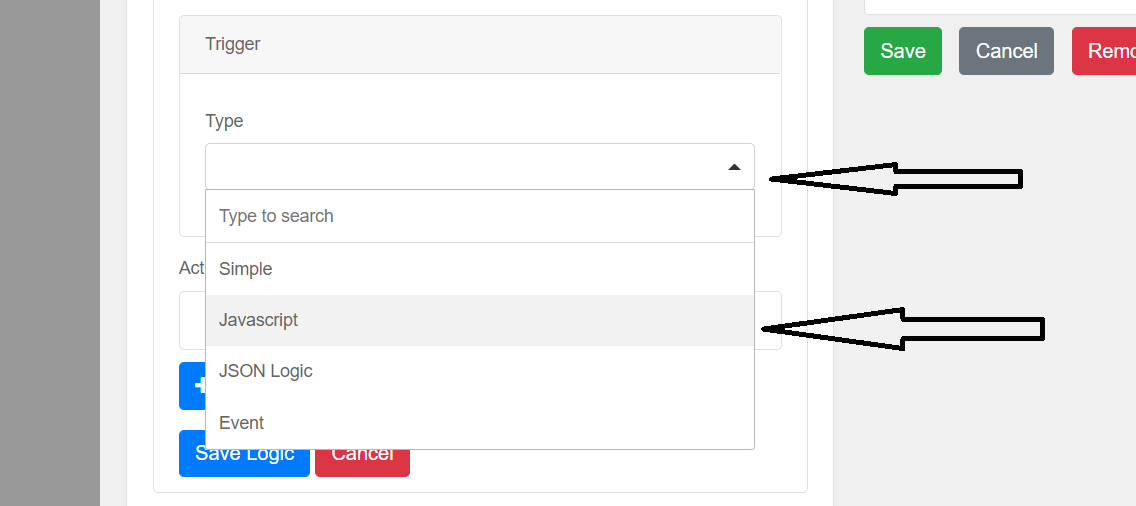 Trigger
Save
Cancel
Remo
Type
Type to search
Act
Simple
Javascript
JSON Logic
Event
Save Logic
Cancel